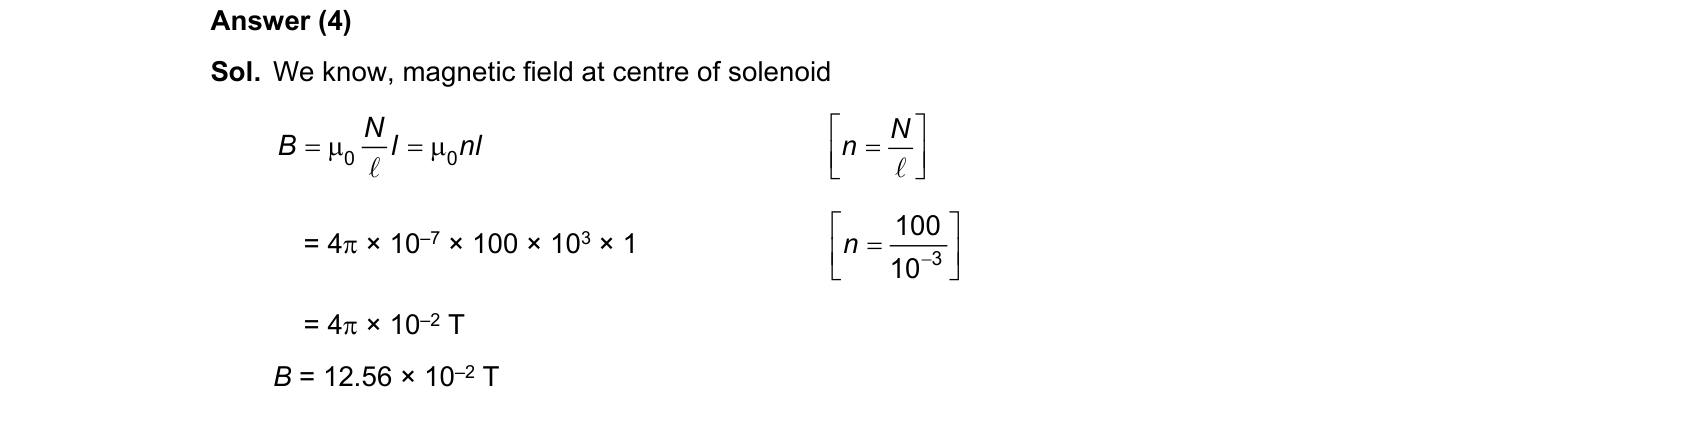 Answer (4)
Sol. We know, magnetic field at centre of solenoid
B = μ₀ N/ℓ I = μ₀nI [n = N/ℓ]
= 4π × 10⁻⁷ × 100 × 10³ × 1 [n = 100/10⁻³]
= 4π × 10⁻² T
B = 12.56 × 10⁻² T